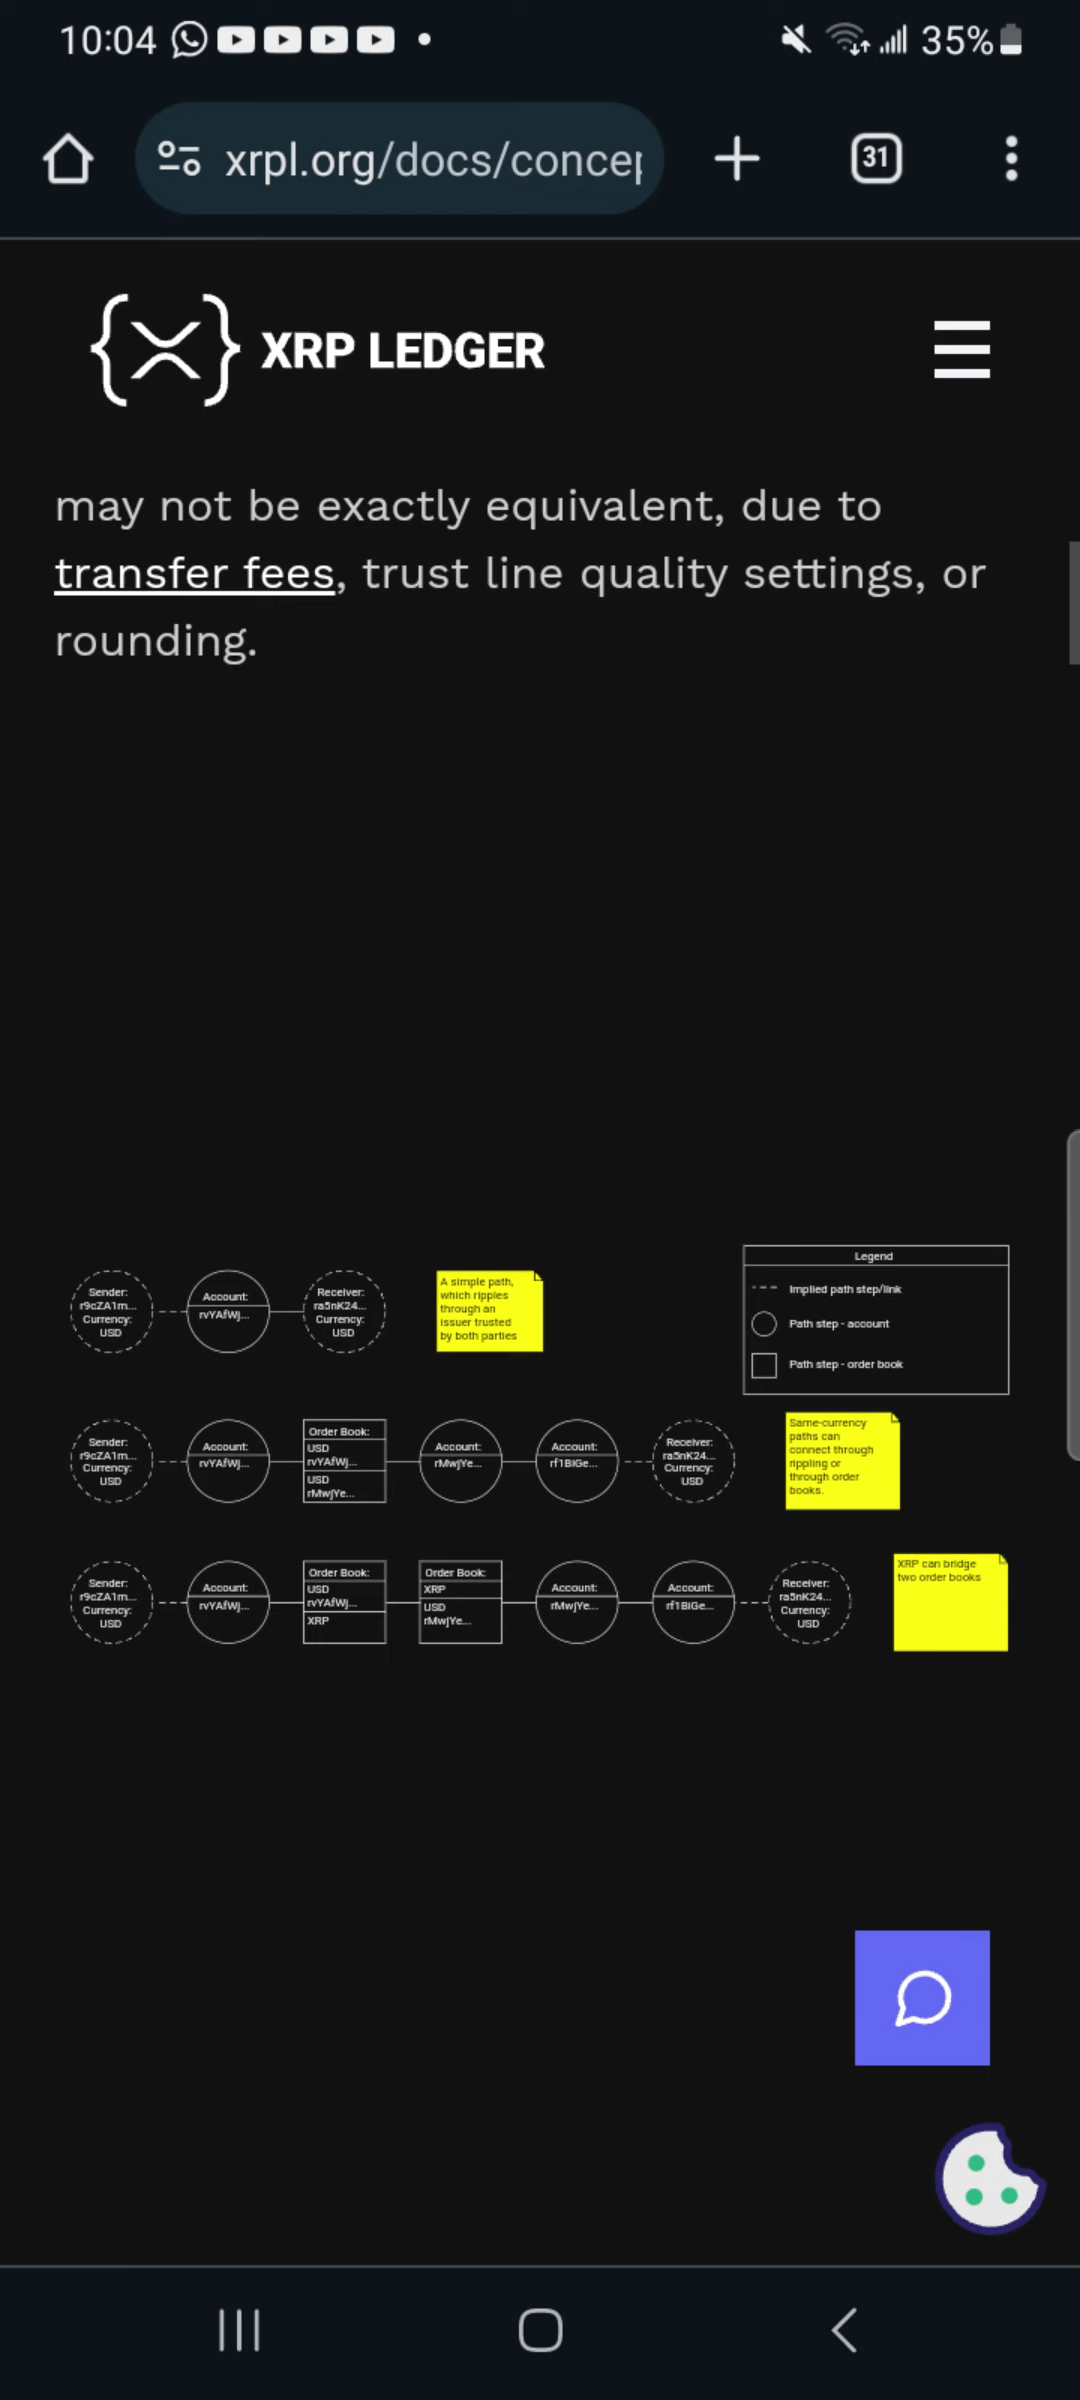 10:04
35%
xrpl.org/docs/concep
31
XRP LEDGER
may not be exactly equivalent, due to
transfer fees, trust line quality settings, or
rounding.
Legend
Implied path step/link
Path step - account
Path step - order book
Sender:
r9cZA1m...
Currency:
USD
Account:
rvYAfWj...
Receiver:
ra5nK24...
Currency:
USD
A simple path,
which ripples
through an
issuer trusted
by both parties
Sender:
r9cZA1m...
Currency:
USD
Account:
rvYAfWj...
Order Book:
USD
rvYAfWj...
USD
rMwjYe...
Account:
rMwjYe...
Account:
rf1BiGe...
Receiver:
ra5nK24...
Currency:
USD
Same-currency
paths can
connect through
rippling or
through order
books.
Sender:
r9cZA1m...
Currency:
USD
Account:
rvYAfWj...
Order Book:
USD
rvYAfWj...
XRP
Order Book:
XRP
USD
rMwjYe...
Account:
rMwjYe...
Account:
rf1BiGe...
Receiver:
ra5nK24...
Currency:
USD
XRP can bridge
two order books